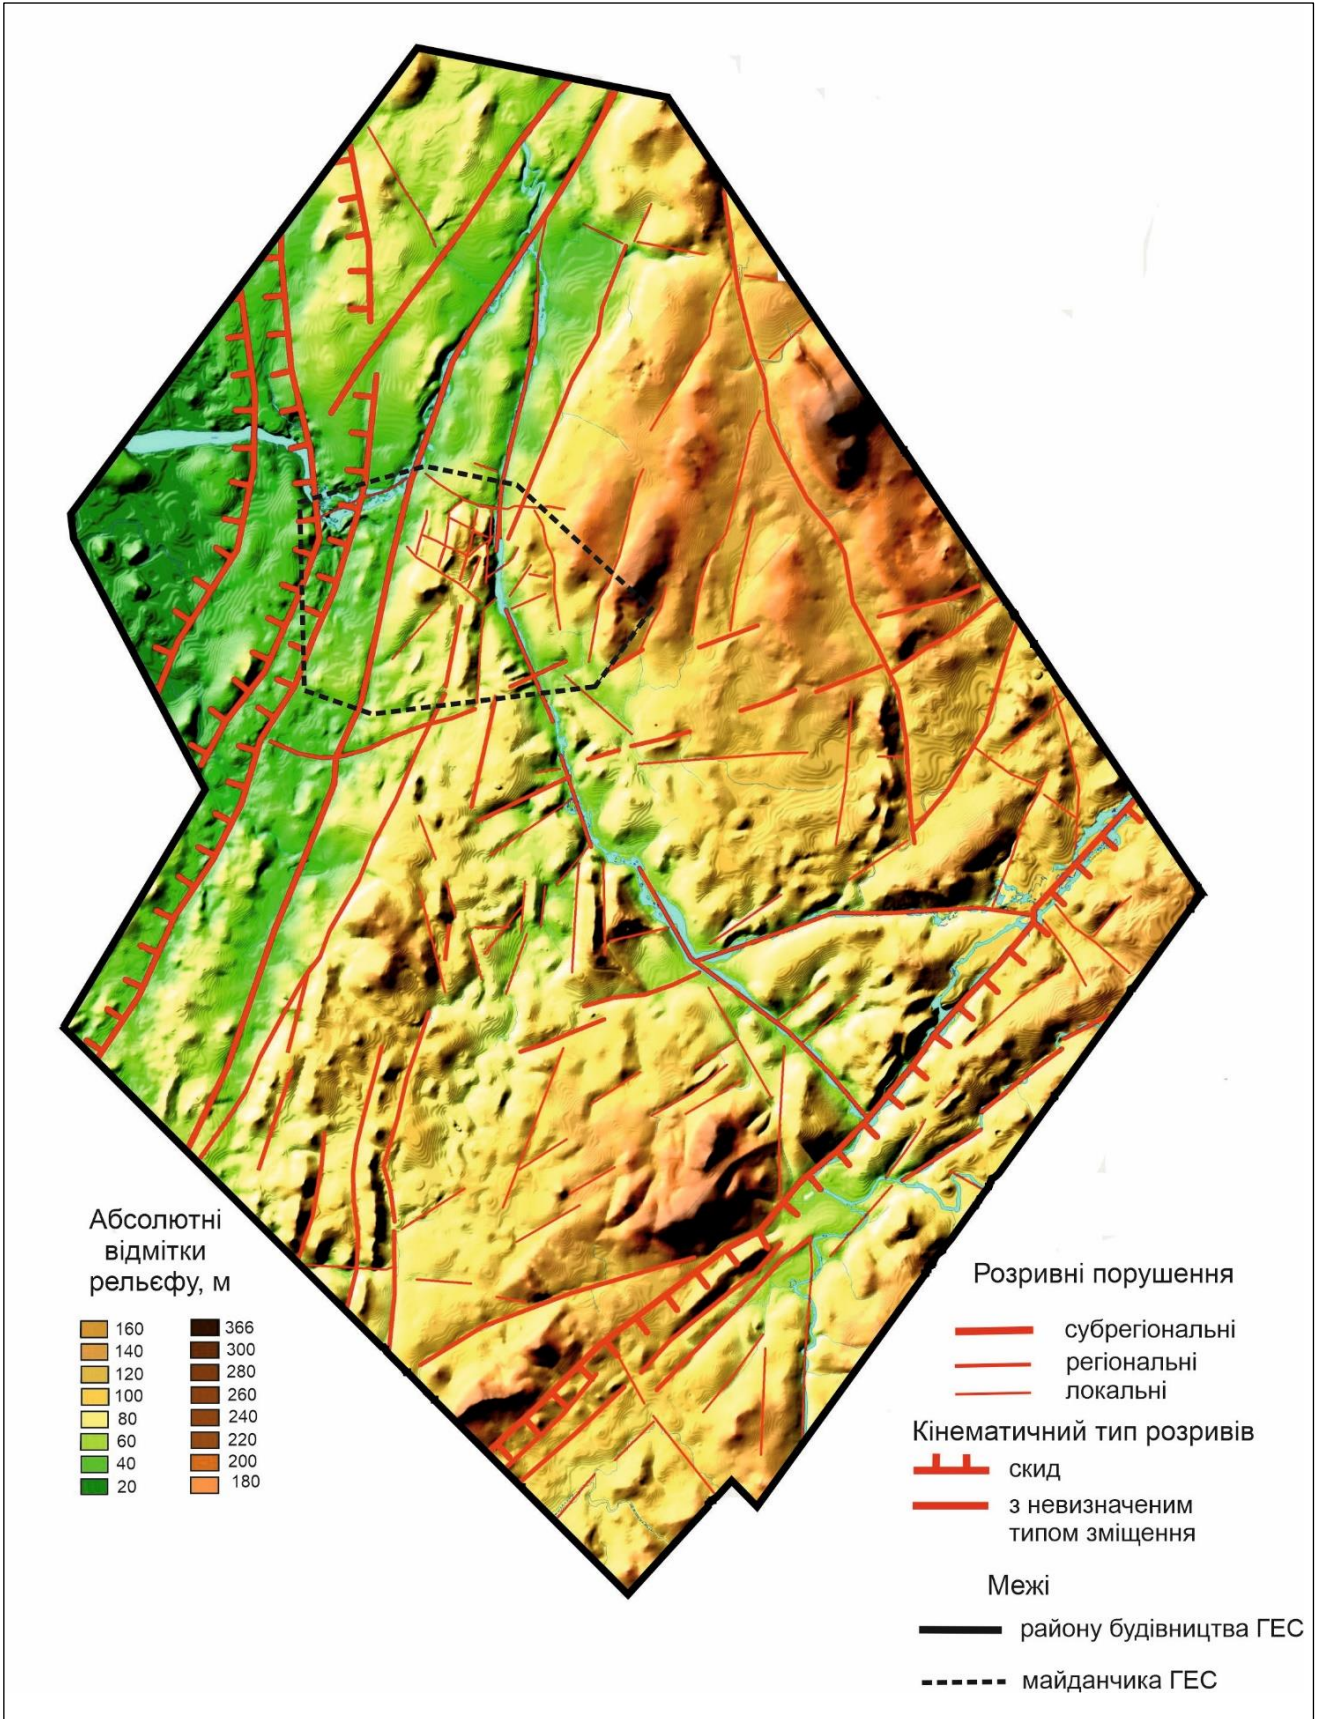 Абсолютні
відмітки
рельєфу, м
160 366
140 300
120 280
100 260
80 240
60 220
40 200
20 180
Розривні порушення
субрегіональні
регіональні
локальні
Кінематичний тип розривів
скид
з невизначеним
типом зміщення
Межі
району будівництва ГЕС
майданчика ГЕС